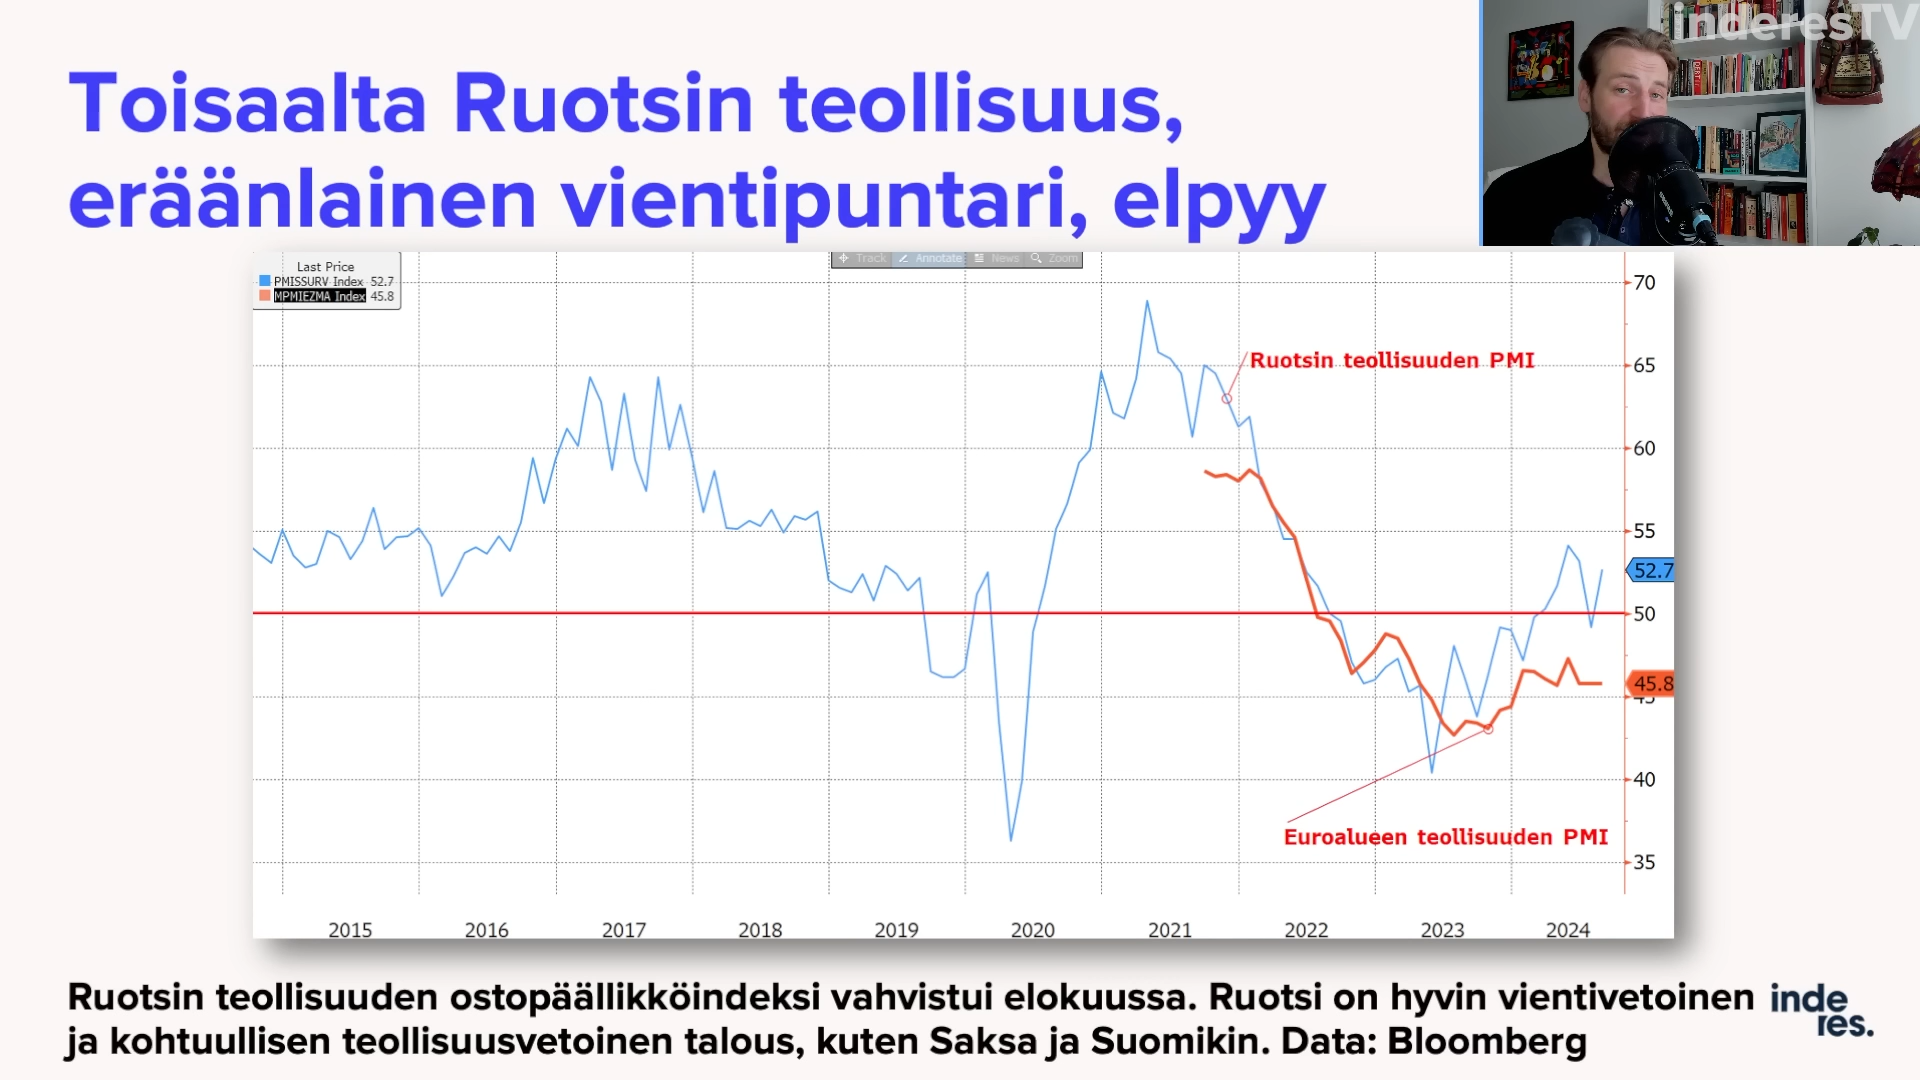 inderesTV
Toisaalta Ruotsin teollisuus,
eräänlainen vientipuntari, elpyy
Last Price
PMISSURV Index 52.7
MPMIEZMA Index 45.8
Track Annotate News Zoom
70
Ruotsin teollisuuden PMI
65
60
55
52.7
50
45.8
45
40
Euroalueen teollisuuden PMI
35
2015 2016 2017 2018 2019 2020 2021 2022 2023 2024
Ruotsin teollisuuden ostopäällikköindeksi vahvistui elokuussa. Ruotsi on hyvin vientivetoinen
ja kohtuullisen teollisuusvetoinen talous, kuten Saksa ja Suomikin. Data: Bloomberg
inde
res.